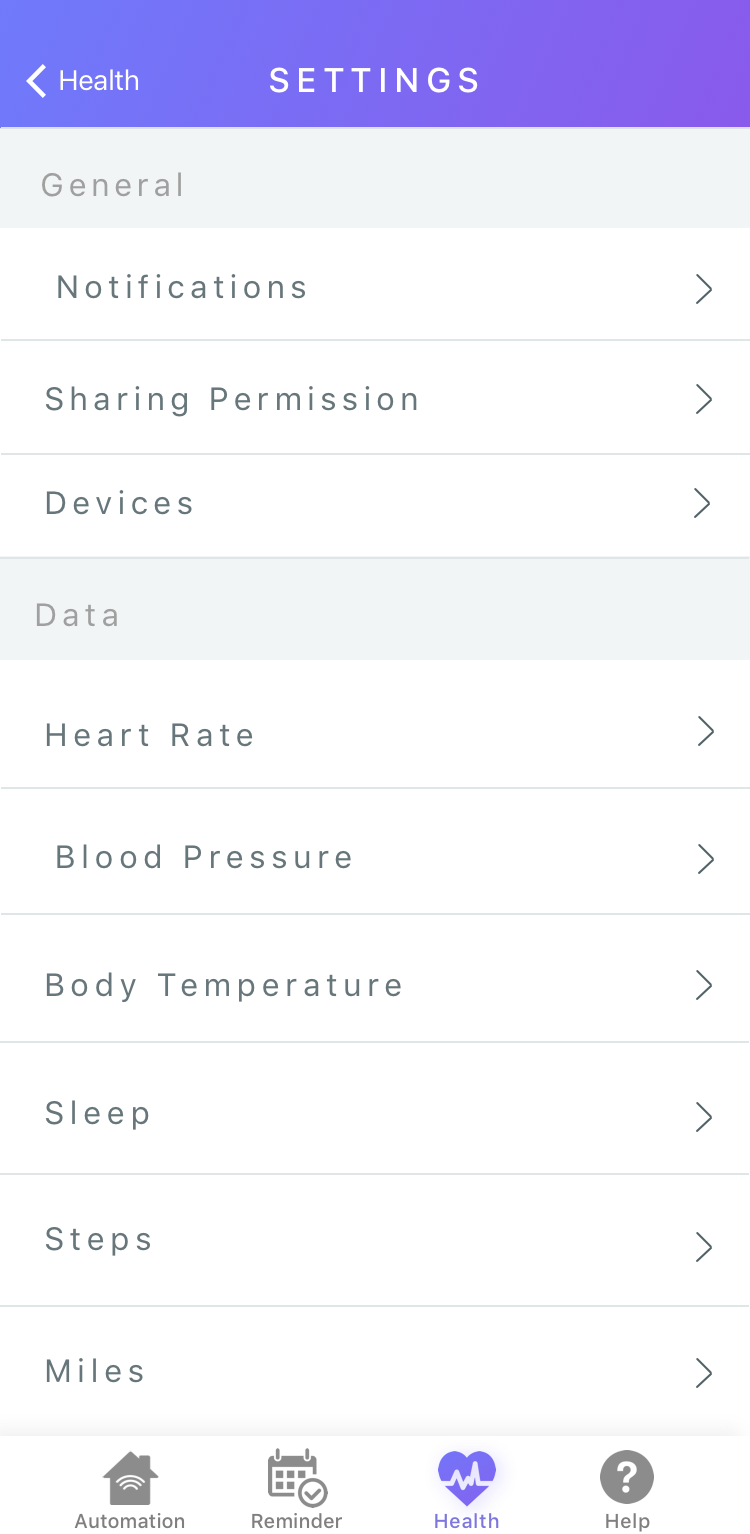 Health
SETTINGS
General
Notifications
Sharing Permission
Devices
Data
Heart Rate
Blood Pressure
Body Temperature
Sleep
Steps
Miles
Automation
Reminder
Health
Help